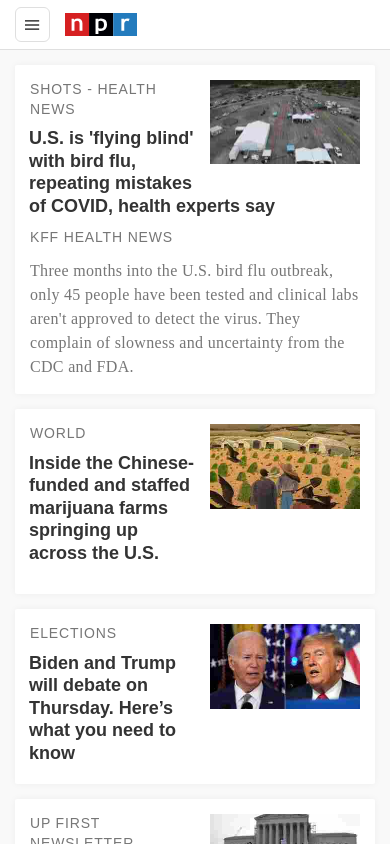 npr
SHOTS - HEALTH
NEWS
U.S. is 'flying blind'
with bird flu,
repeating mistakes
of COVID, health experts say
KFF HEALTH NEWS
Three months into the U.S. bird flu outbreak,
only 45 people have been tested and clinical labs
aren't approved to detect the virus. They
complain of slowness and uncertainty from the
CDC and FDA.
WORLD
Inside the Chinese-
funded and staffed
marijuana farms
springing up
across the U.S.
ELECTIONS
Biden and Trump
will debate on
Thursday. Here’s
what you need to
know
UP FIRST
NEWSLETTER